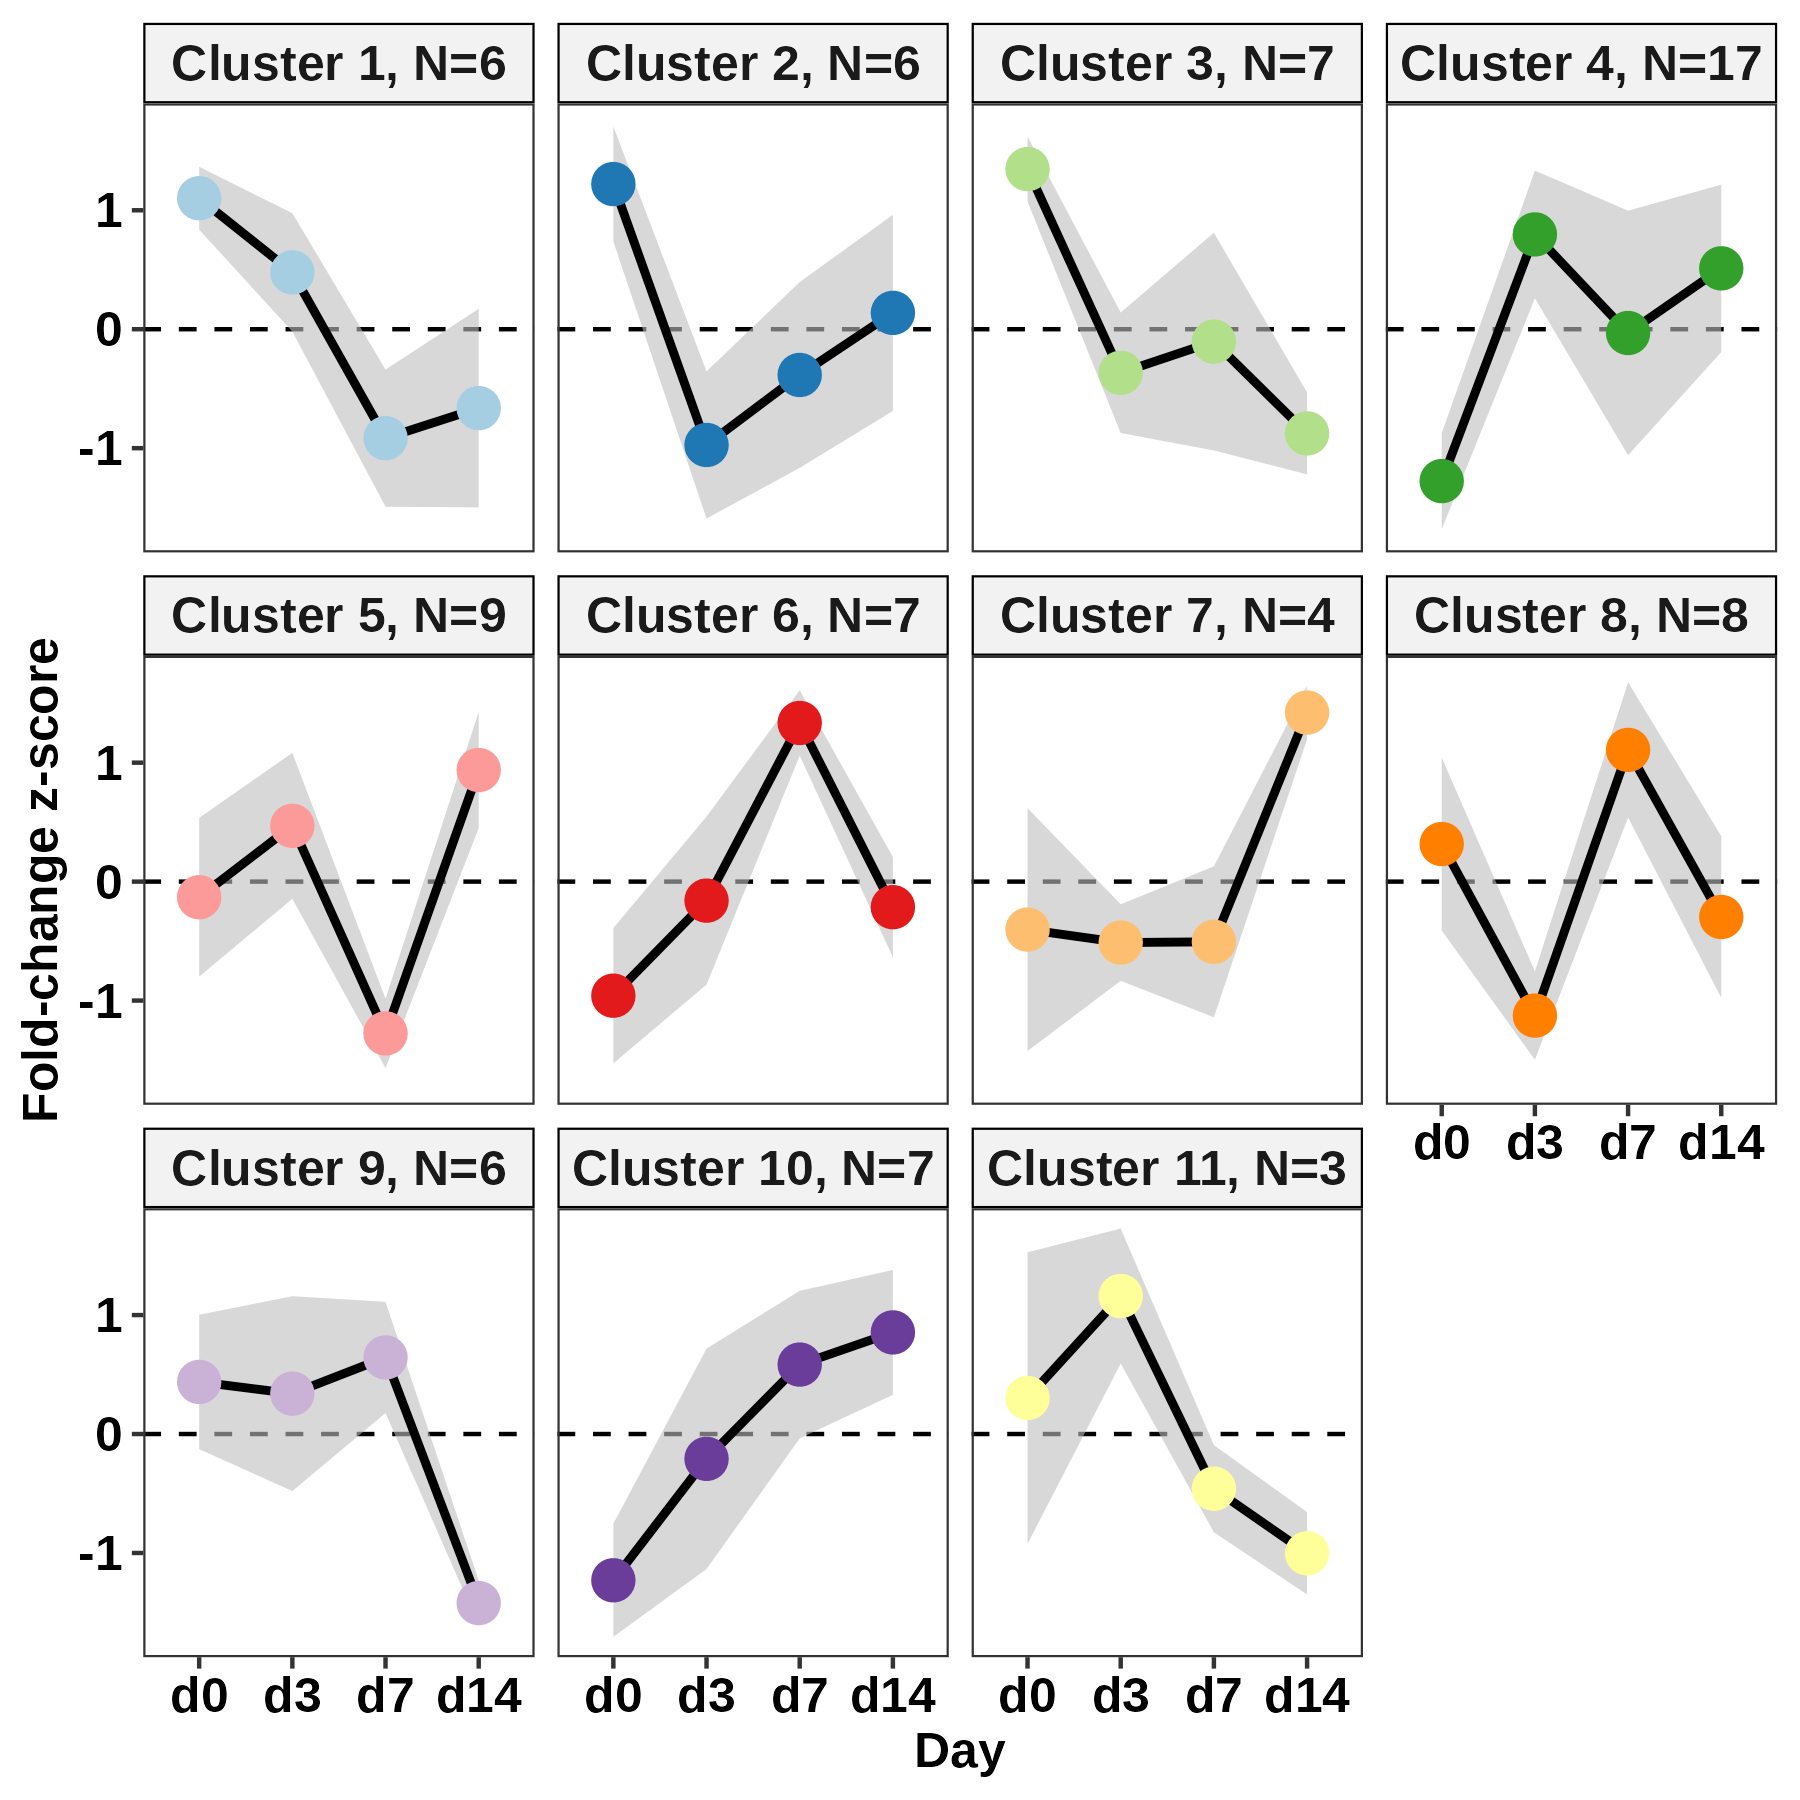 Cluster 1, N=6
Cluster 2, N=6
Cluster 3, N=7
Cluster 4, N=17
1
0
-1
Cluster 5, N=9
Cluster 6, N=7
Cluster 7, N=4
Cluster 8, N=8
1
0
-1
Fold-change z-score
d0 d3 d7 d14
Cluster 9, N=6
Cluster 10, N=7
Cluster 11, N=3
1
0
-1
d0 d3 d7 d14
d0 d3 d7 d14
d0 d3 d7 d14
Day